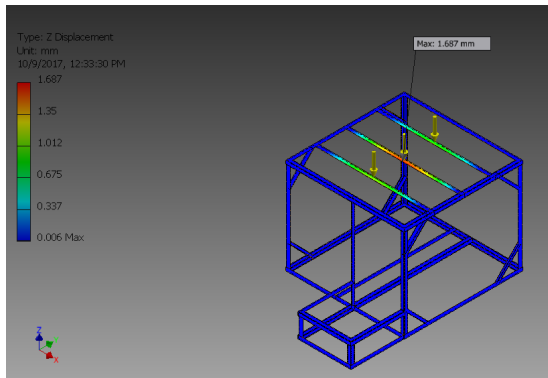 Type: Z Displacement
Unit: mm
10/9/2017, 12:33:30 PM
1.687
1.35
1.012
0.675
0.337
0.006 Max
Max: 1.687 mm
Z
X